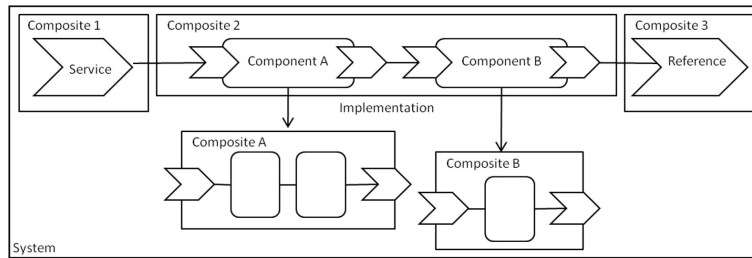 Composite 1
Composite 2
Composite 3
Service
Component A
Component B
Reference
Implementation
Composite A
Composite B
System